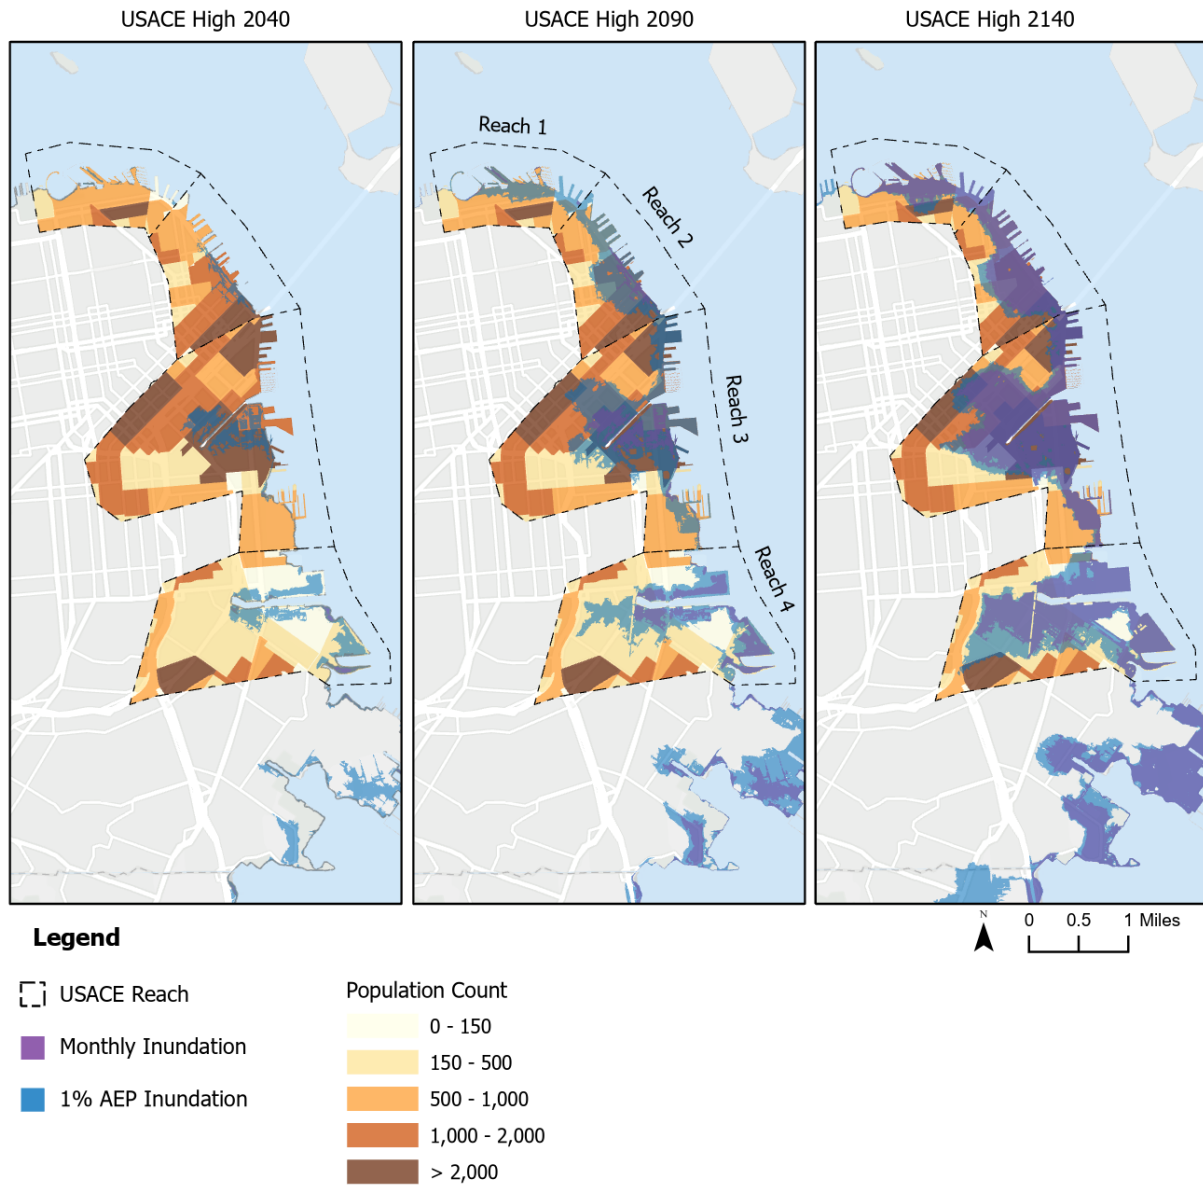 USACE High 2040
USACE High 2090
USACE High 2140
Reach 1
Reach 2
Reach 3
Reach 4
N
0 0.5 1 Miles
Legend
USACE Reach
Monthly Inundation
1% AEP Inundation
Population Count
0 - 150
150 - 500
500 - 1,000
1,000 - 2,000
> 2,000